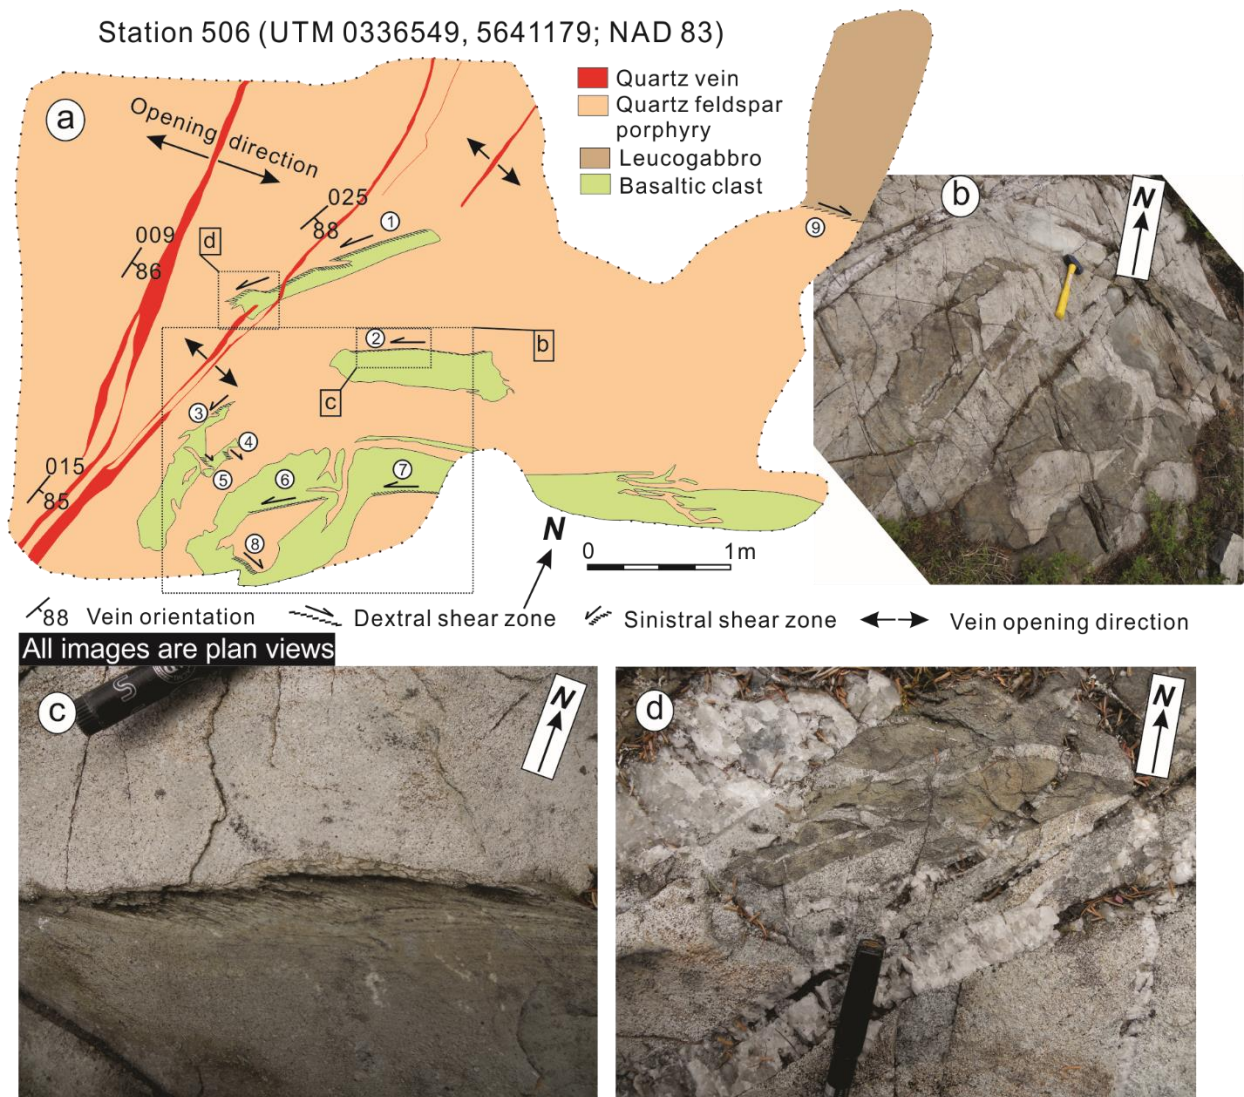 Station 506 (UTM 0336549, 5641179; NAD 83)
a
Opening direction
Quartz vein
Quartz feldspar
porphyry
Leucogabbro
Basaltic clast
025
88
009
86
015
85
d
b
c
1
2
3
4
5
6
7
8
9
N
0 1m
b
N
88 Vein orientation
Dextral shear zone
Sinistral shear zone
Vein opening direction
All images are plan views
c
S
N
d
N